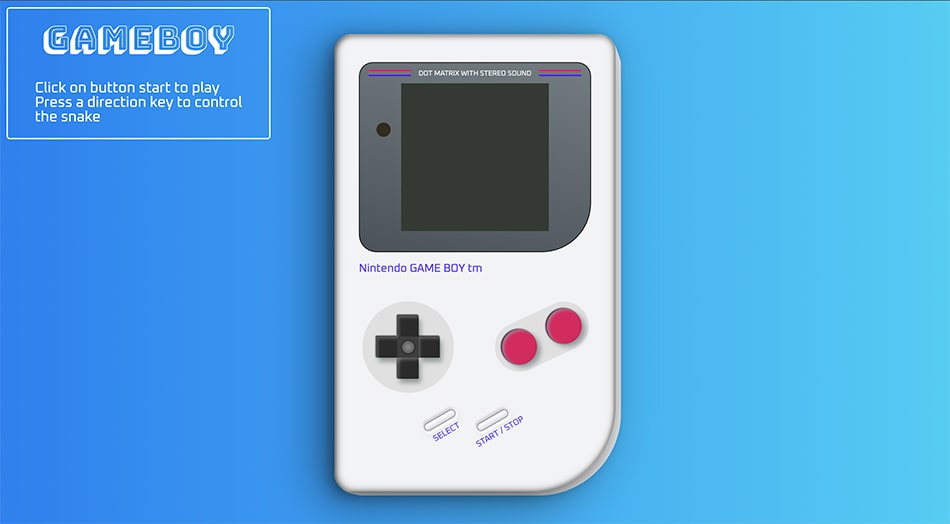 GAMEBOY
Click on button start to play
Press a direction key to control
the snake
DOT MATRIX WITH STEREO SOUND
Nintendo GAME BOY tm
SELECT
START / STOP